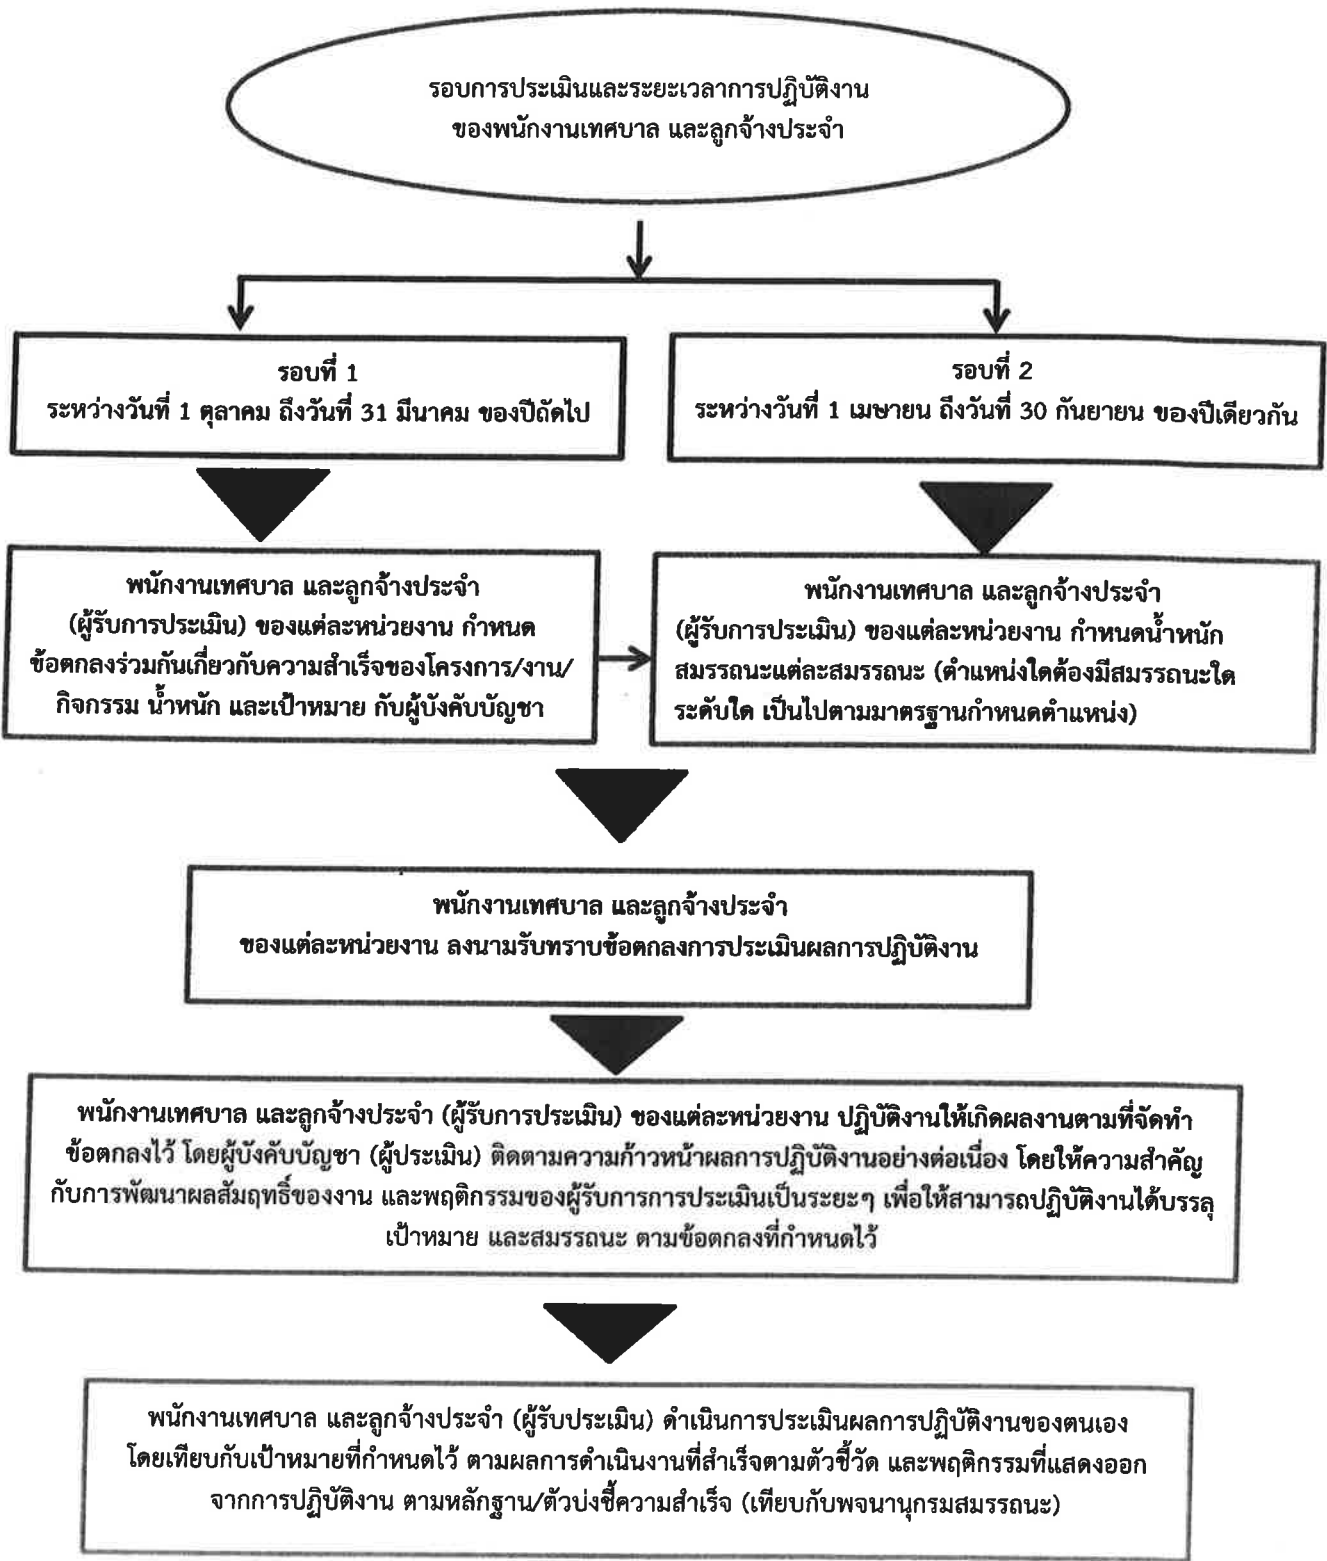 รอบการประเมินและระยะเวลาการปฏิบัติงาน
ของพนักงานเทศบาล และลูกจ้างประจำ
รอบที่ 1
ระหว่างวันที่ 1 ตุลาคม ถึงวันที่ 31 มีนาคม ของปีถัดไป
รอบที่ 2
ระหว่างวันที่ 1 เมษายน ถึงวันที่ 30 กันยายน ของปีเดียวกัน
พนักงานเทศบาล และลูกจ้างประจำ
(ผู้รับการประเมิน) ของแต่ละหน่วยงาน กำหนด
ข้อตกลงร่วมกันเกี่ยวกับความสำเร็จของโครงการ/งาน/
กิจกรรม น้ำหนัก และเป้าหมาย กับผู้บังคับบัญชา
พนักงานเทศบาล และลูกจ้างประจำ
(ผู้รับการประเมิน) ของแต่ละหน่วยงาน กำหนดน้ำหนัก
สมรรถนะแต่ละสมรรถนะ (ตำแหน่งใดต้องมีสมรรถนะใด
ระดับใด เป็นไปตามมาตรฐานกำหนดตำแหน่ง)
พนักงานเทศบาล และลูกจ้างประจำ
ของแต่ละหน่วยงาน ลงนามรับทราบข้อตกลงการประเมินผลการปฏิบัติงาน
พนักงานเทศบาล และลูกจ้างประจำ (ผู้รับการประเมิน) ของแต่ละหน่วยงาน ปฏิบัติงานให้เกิดผลงานตามที่จัดทำ
ข้อตกลงไว้ โดยผู้บังคับบัญชา (ผู้ประเมิน) ติดตามความก้าวหน้าผลการปฏิบัติงานอย่างต่อเนื่อง โดยให้ความสำคัญ
กับการพัฒนาผลสัมฤทธิ์ของงาน และพฤติกรรมของผู้รับการการประเมินเป็นระยะๆ เพื่อให้สามารถปฏิบัติงานได้บรรลุ
เป้าหมาย และสมรรถนะ ตามข้อตกลงที่กำหนดไว้
พนักงานเทศบาล และลูกจ้างประจำ (ผู้รับประเมิน) ดำเนินการประเมินผลการปฏิบัติงานของตนเอง
โดยเทียบกับเป้าหมายที่กำหนดไว้ ตามผลการดำเนินงานที่สำเร็จตามตัวชี้วัด และพฤติกรรมที่แสดงออก
จากการปฏิบัติงาน ตามหลักฐาน/ตัวบ่งชี้ความสำเร็จ (เทียบกับพจนานุกรมสมรรถนะ)